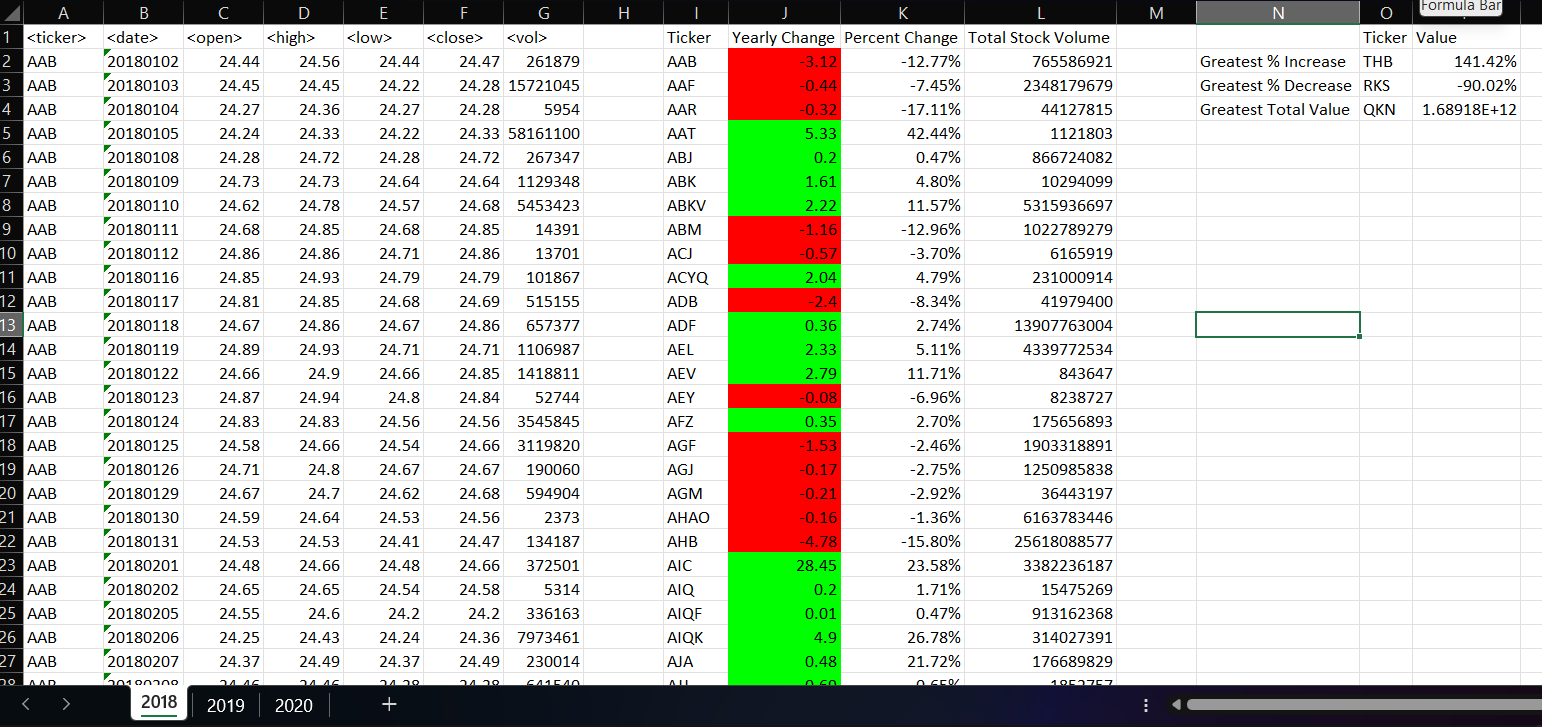 Formula Bar
A B C D E F G H I J K L M N O
1 <ticker> <date> <open> <high> <low> <close> <vol> Ticker Yearly Change Percent Change Total Stock Volume Ticker Value
2 AAB 20180102 24.44 24.56 24.44 24.47 261879 AAB -3.12 -12.77% 765586921 Greatest % Increase THB 141.42%
3 AAB 20180103 24.45 24.45 24.22 24.28 15721045 AAF -0.44 -7.45% 2348179679 Greatest % Decrease RKS -90.02%
4 AAB 20180104 24.27 24.36 24.27 24.28 5954 AAR -0.32 -17.11% 44127815 Greatest Total Value QKN 1.68918E+12
5 AAB 20180105 24.24 24.33 24.22 24.33 58161100 AAT 5.33 42.44% 1121803
6 AAB 20180108 24.28 24.72 24.28 24.72 267347 ABJ 0.2 0.47% 866724082
7 AAB 20180109 24.73 24.73 24.64 24.64 1129348 ABK 1.61 4.80% 10294099
8 AAB 20180110 24.62 24.78 24.57 24.68 5453423 ABKV 2.22 11.57% 5315936697
9 AAB 20180111 24.68 24.85 24.68 24.85 14391 ABM -1.16 -12.96% 1022789279
10 AAB 20180112 24.86 24.86 24.71 24.86 13701 ACJ -0.57 -3.70% 6165919
11 AAB 20180116 24.85 24.93 24.79 24.79 101867 ACYQ 2.04 4.79% 231000914
12 AAB 20180117 24.81 24.85 24.68 24.69 515155 ADB -2.4 -8.34% 41979400
13 AAB 20180118 24.67 24.86 24.67 24.86 657377 ADF 0.36 2.74% 13907763004
14 AAB 20180119 24.89 24.93 24.71 24.71 1106987 AEL 2.33 5.11% 4339772534
15 AAB 20180122 24.66 24.9 24.66 24.85 1418811 AEV 2.79 11.71% 843647
16 AAB 20180123 24.87 24.94 24.8 24.84 52744 AEY -0.08 -6.96% 8238727
17 AAB 20180124 24.83 24.83 24.56 24.56 3545845 AFZ 0.35 2.70% 175656893
18 AAB 20180125 24.58 24.66 24.54 24.66 3119820 AGF -1.53 -2.46% 1903318891
19 AAB 20180126 24.71 24.8 24.67 24.67 190060 AGJ -0.17 -2.75% 1250985838
20 AAB 20180129 24.67 24.7 24.62 24.68 594904 AGM -0.21 -2.92% 36443197
21 AAB 20180130 24.59 24.64 24.53 24.56 2373 AHAO -0.16 -1.36% 6163783446
22 AAB 20180131 24.53 24.53 24.41 24.47 134187 AHB -4.78 -15.80% 25618088577
23 AAB 20180201 24.48 24.66 24.48 24.66 372501 AIC 28.45 23.58% 3382236187
24 AAB 20180202 24.65 24.65 24.54 24.58 5314 AIQ 0.2 1.71% 15475269
25 AAB 20180205 24.55 24.6 24.2 24.2 336163 AIQF 0.01 0.47% 913162368
26 AAB 20180206 24.25 24.43 24.24 24.36 7973461 AIQK 4.9 26.78% 314027391
27 AAB 20180207 24.37 24.49 24.37 24.49 230014 AJA 0.48 21.72% 176689829
2018 2019 2020